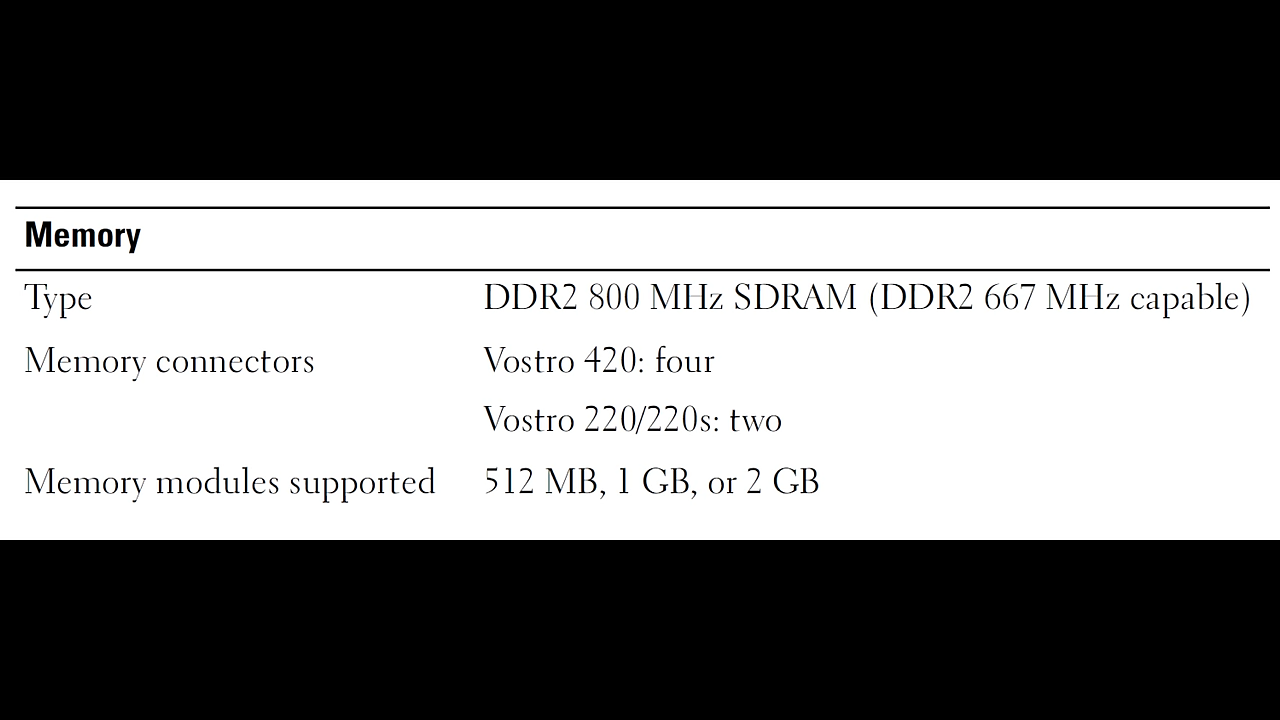 Memory
Type DDR2 800 MHz SDRAM (DDR2 667 MHz capable)
Memory connectors Vostro 420: four
Vostro 220/220s: two
Memory modules supported 512 MB, 1 GB, or 2 GB